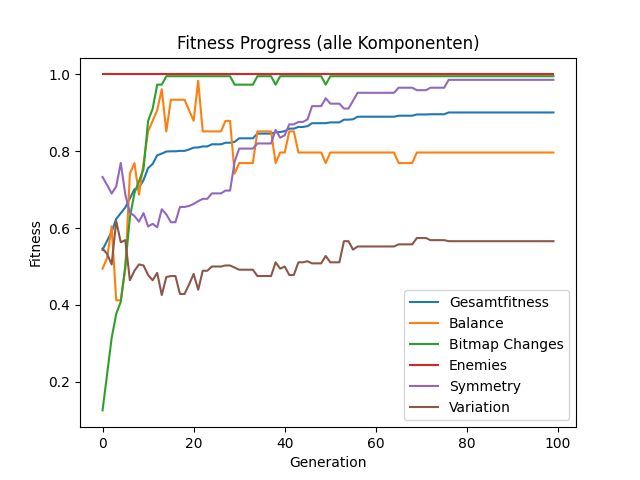 Fitness Progress (alle Komponenten)
1.0
0.8
0.6
0.4
0.2
Fitness
0 20 40 60 80 100
Generation
Gesamtfitness
Balance
Bitmap Changes
Enemies
Symmetry
Variation